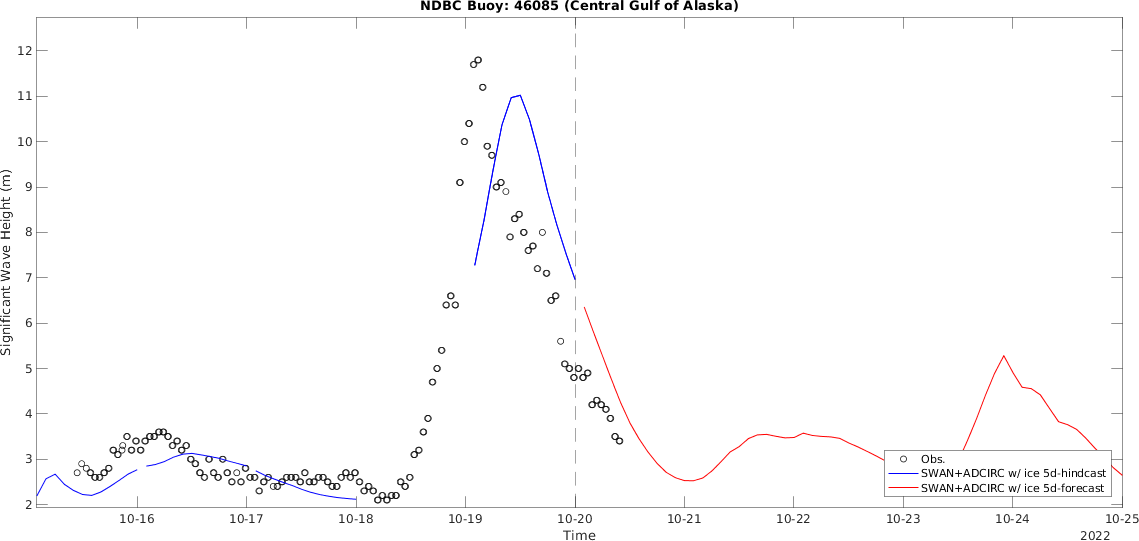 NDBC Buoy: 46085 (Central Gulf of Alaska)
12
11
10
9
8
7
6
5
4
3
2
Significant Wave Height (m)
Obs.
SWAN+ADCIRC w/ ice 5d-hindcast
SWAN+ADCIRC w/ ice 5d-forecast
10-16 10-17 10-18 10-19 10-20 10-21 10-22 10-23 10-24 10-25
Time
2022